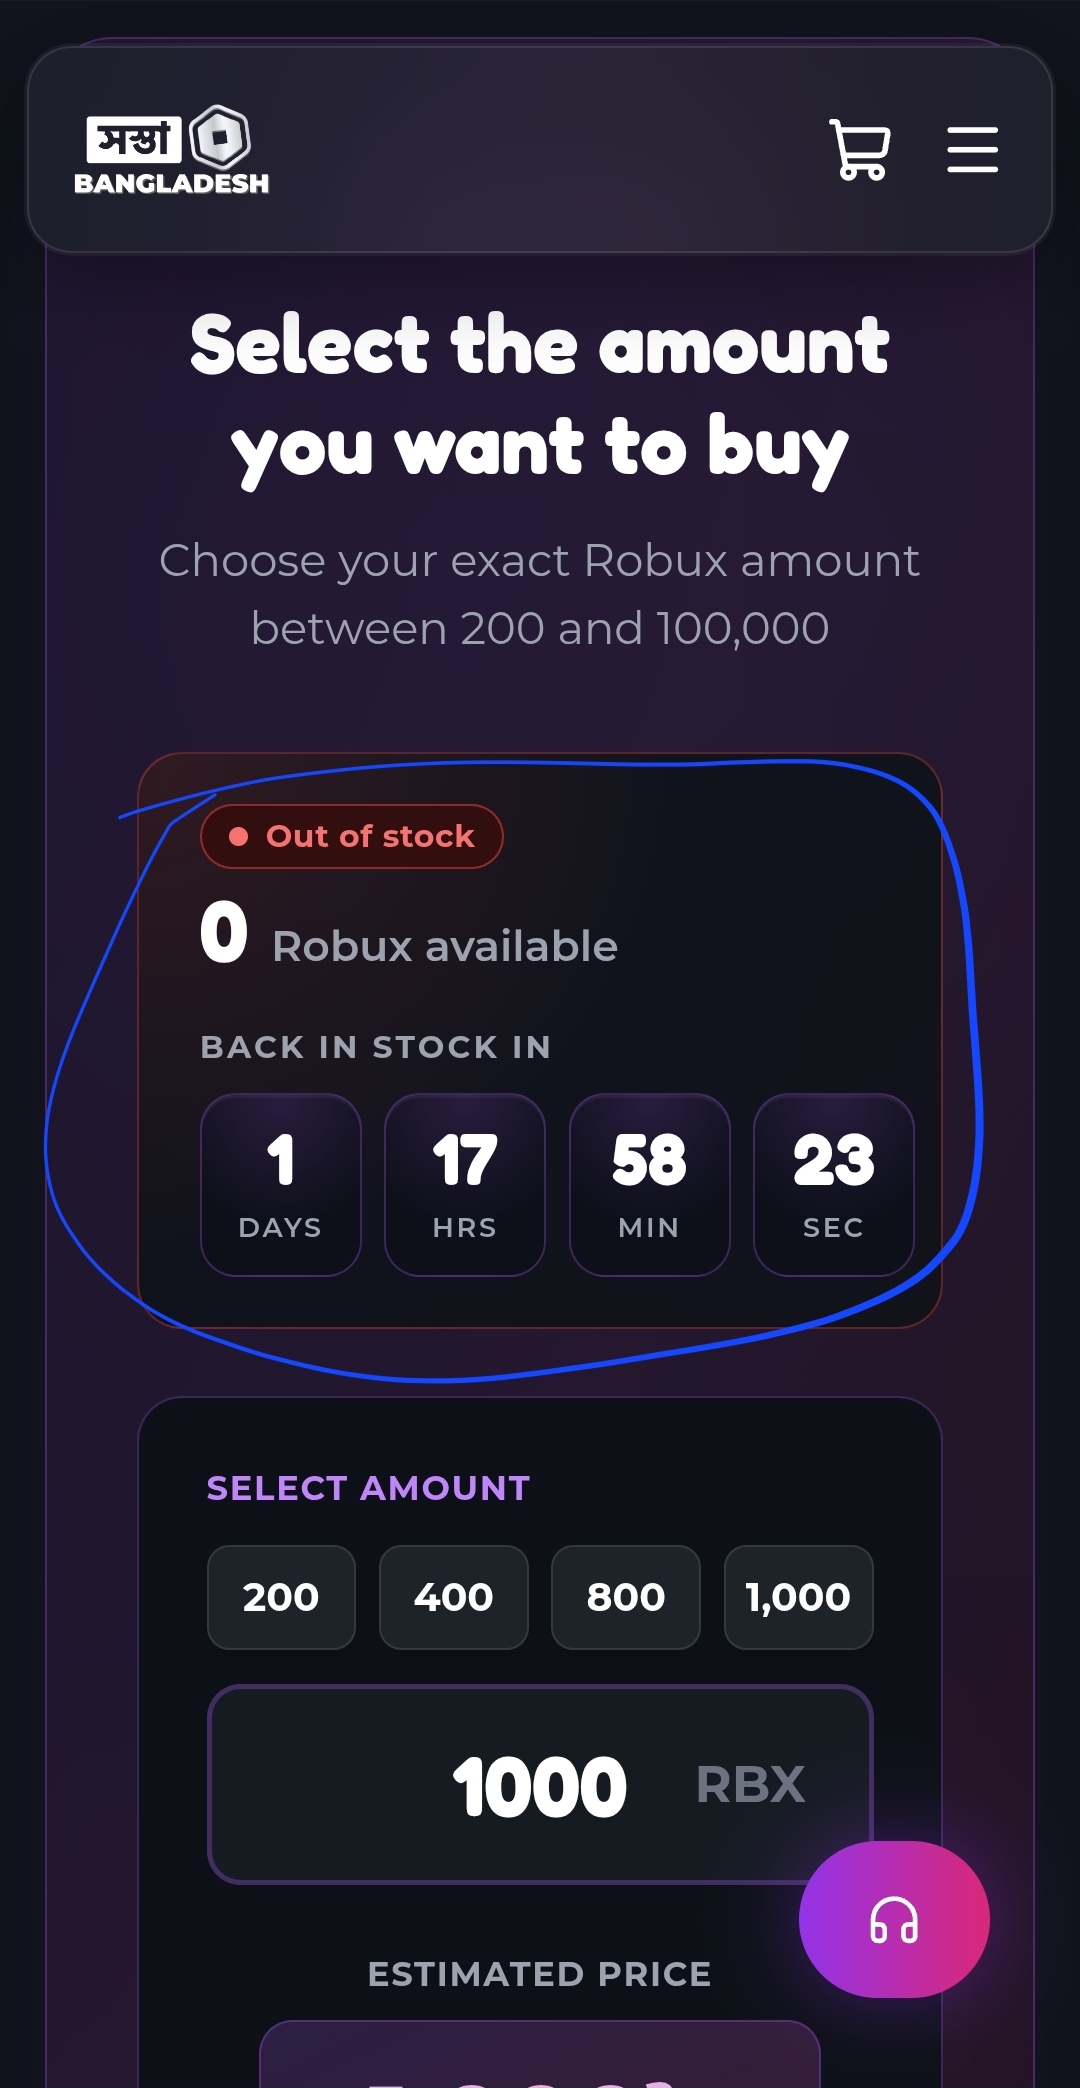 সস্তা
BANGLADESH
Select the amount
you want to buy
Choose your exact Robux amount
between 200 and 100,000
Out of stock
0 Robux available
BACK IN STOCK IN
1 17 58 23
DAYS HRS MIN SEC
SELECT AMOUNT
200 400 800 1,000
1000 RBX
ESTIMATED PRICE